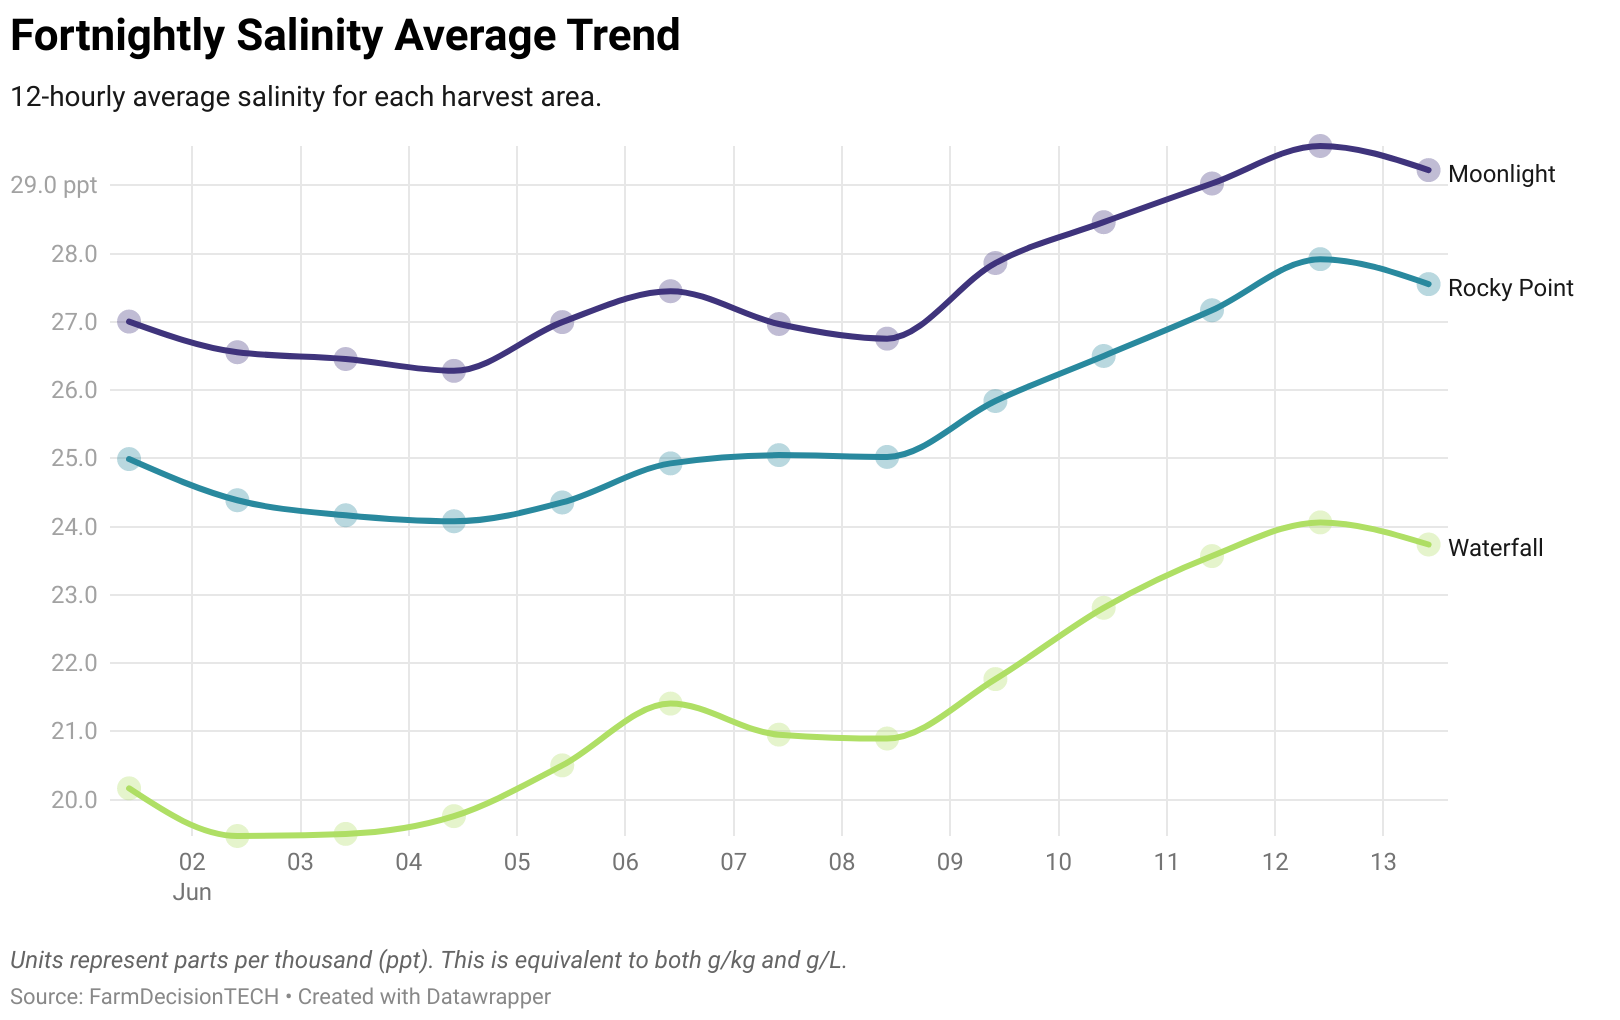 Fortnightly Salinity Average Trend
12-hourly average salinity for each harvest area.
29.0 ppt
28.0
27.0
26.0
25.0
24.0
23.0
22.0
21.0
20.0
Moonlight
Rocky Point
Waterfall
02 03 04 05 06 07 08 09 10 11 12 13
Jun
Units represent parts per thousand (ppt). This is equivalent to both g/kg and g/L.
Source: FarmDecisionTECH • Created with Datawrapper